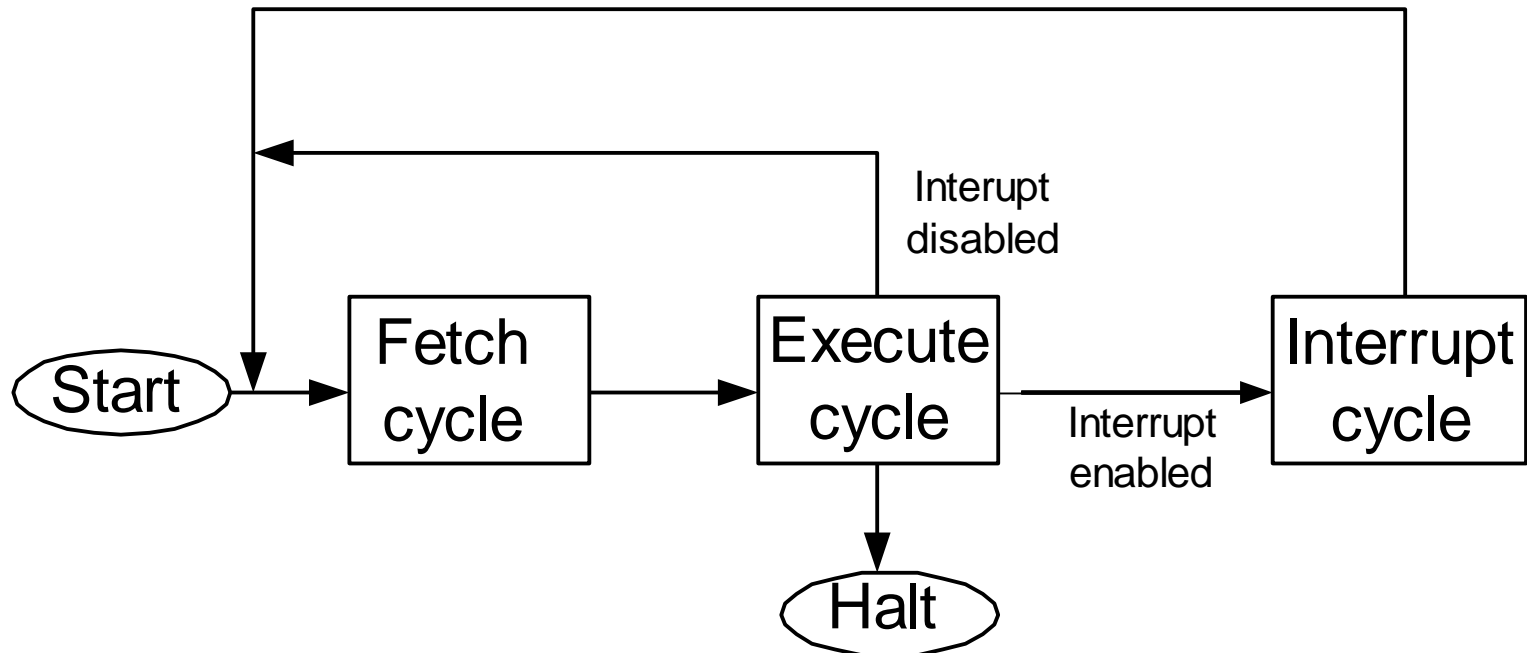 Interupt
disabled
Start
Fetch
cycle
Execute
cycle
Interrupt
enabled
Interrupt
cycle
Halt